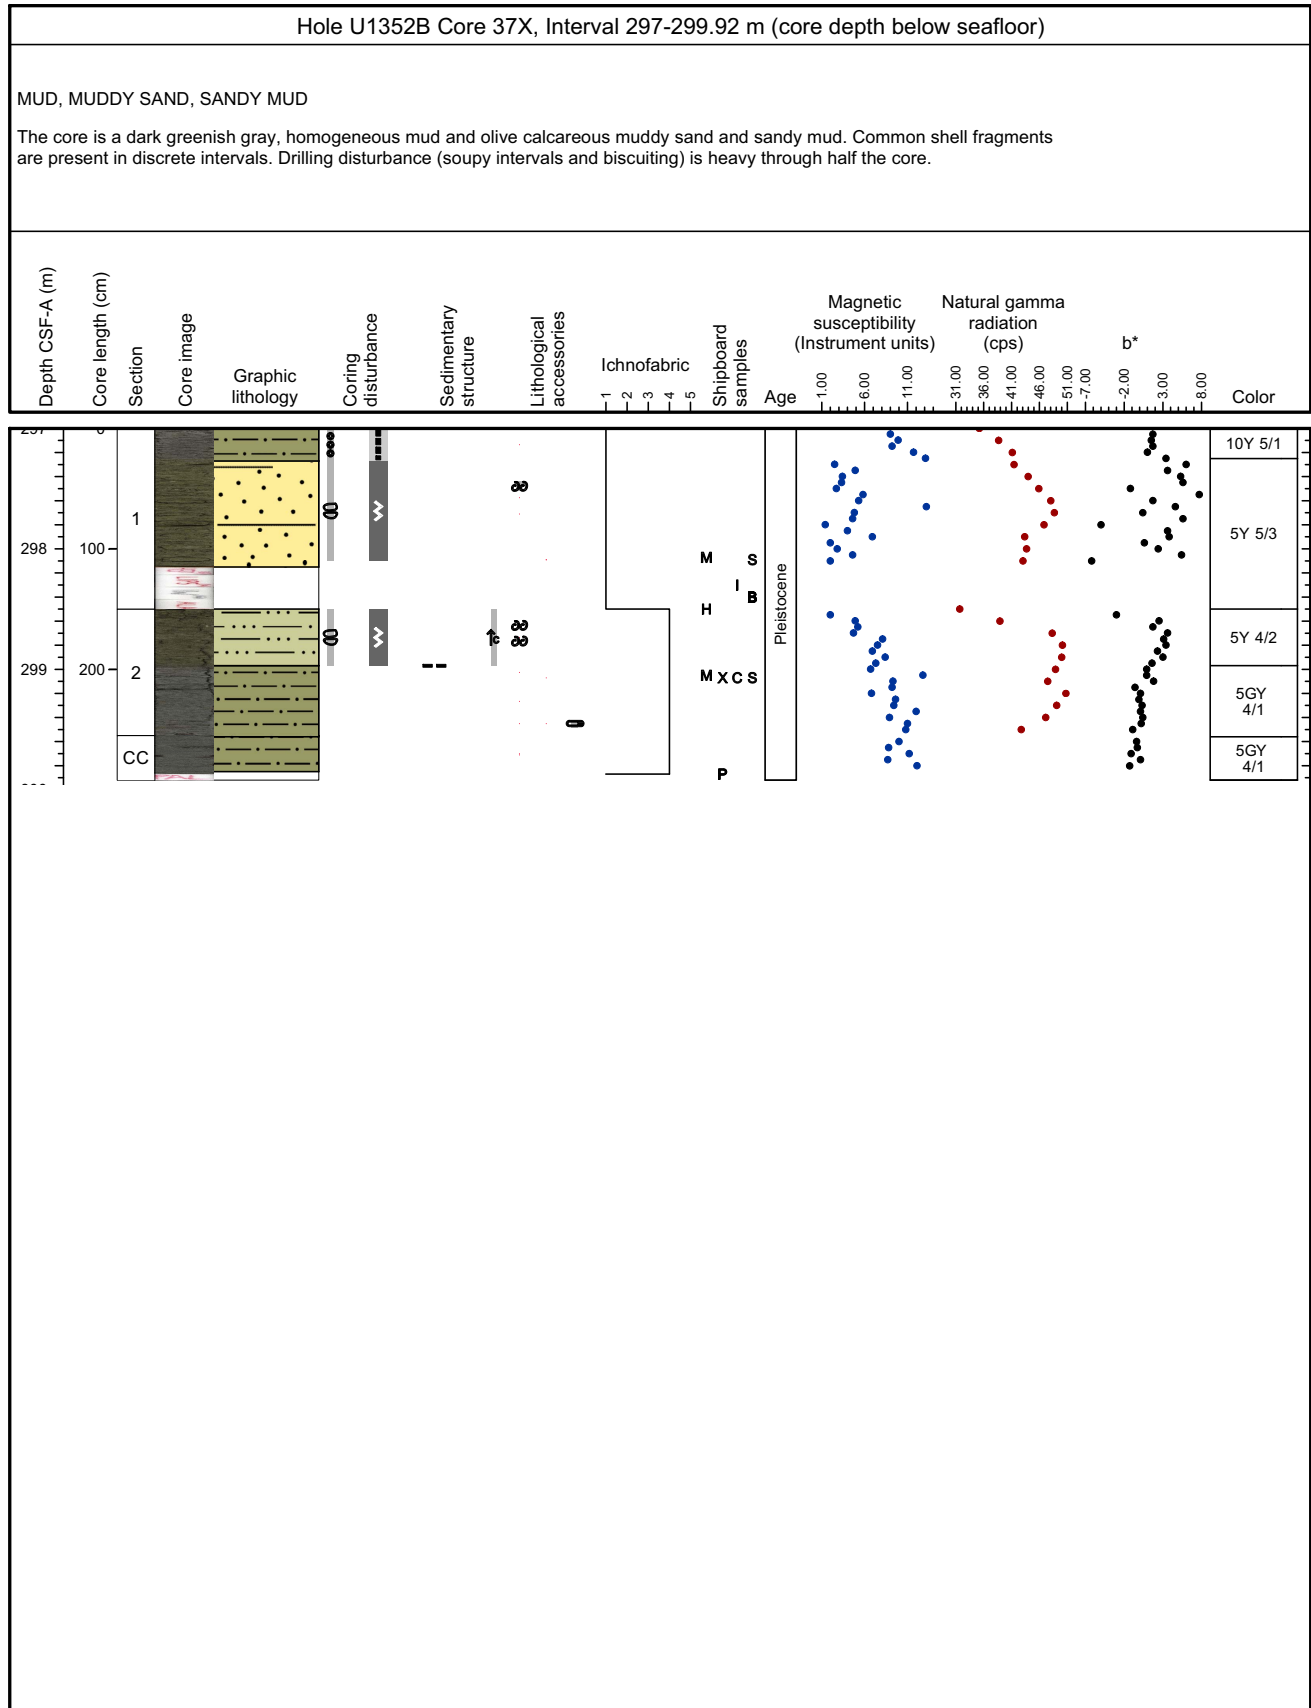 Hole U1352B Core 37X, Interval 297-299.92 m (core depth below seafloor)
MUD, MUDDY SAND, SANDY MUD
The core is a dark greenish gray, homogeneous mud and olive calcareous muddy sand and sandy mud. Common shell fragments
are present in discrete intervals. Drilling disturbance (soupy intervals and biscuiting) is heavy through half the core.
Depth CSF-A (m)
Core length (cm)
Section
Core image
Graphic
lithology
Coring
disturbance
Sedimentary
structure
Lithological
accessories
Ichnofabric
1 2 3 4 5
Shipboard
samples
Age
Magnetic
susceptibility
(Instrument units)
1.00 6.00 11.00
Natural gamma
radiation
(cps)
31.00 36.00 41.00 46.00 51.00
b*
-7.00 -2.00 3.00 8.00
Color
10Y 5/1
1
5Y 5/3
298 100
M S
I
B
H
Pleistocene
c
5Y 4/2
299 200
2
M X C S
5GY
4/1
CC
5GY
4/1
P